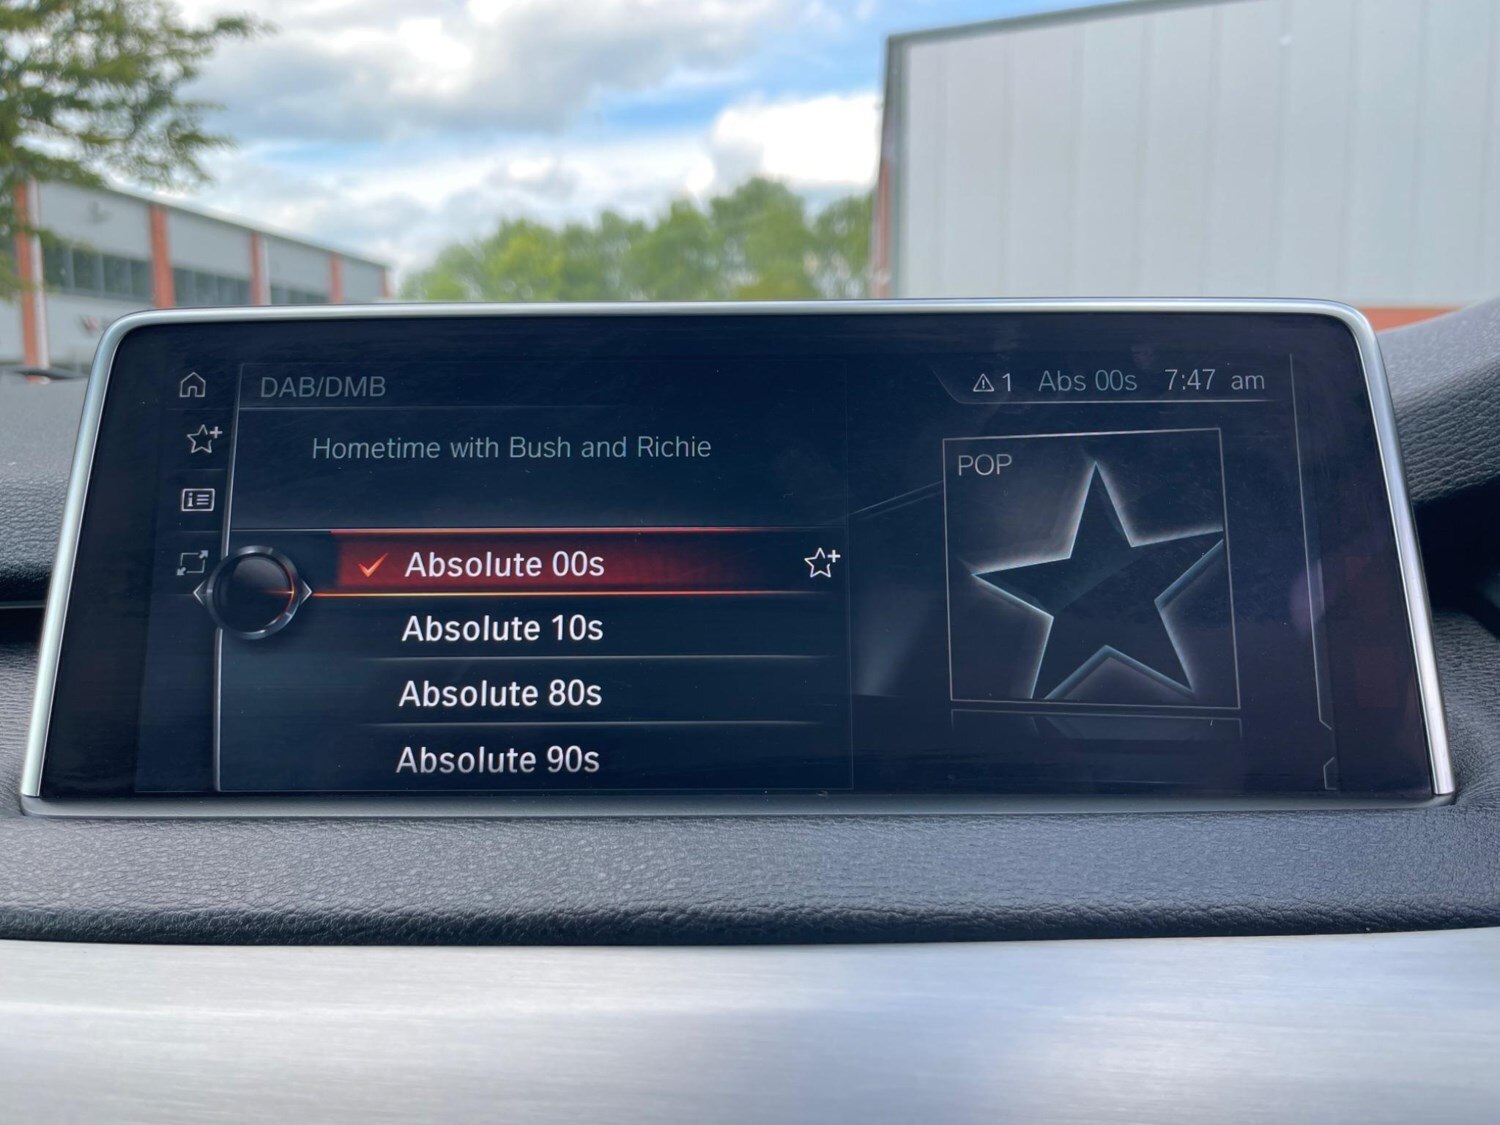 DAB/DMB
1 Abs 00s 7:47 am
Hometime with Bush and Richie
POP
Absolute 00s
Absolute 10s
Absolute 80s
Absolute 90s